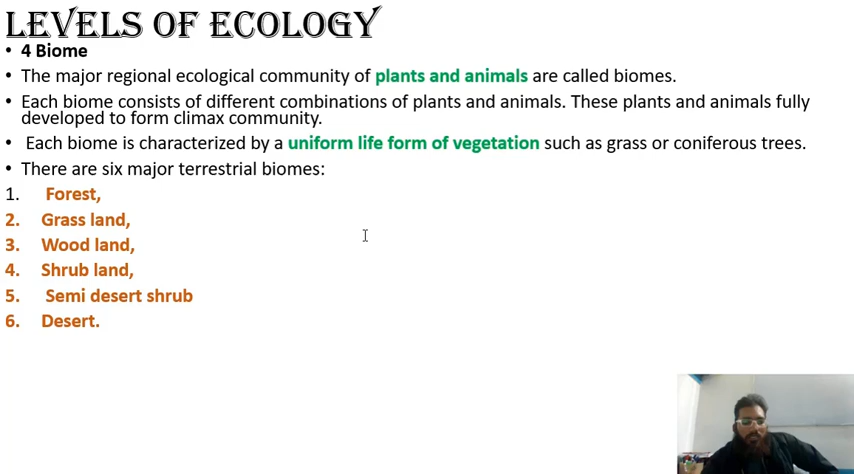 LEVELS OF ECOLOGY
• 4 Biome
• The major regional ecological community of plants and animals are called biomes.
• Each biome consists of different combinations of plants and animals. These plants and animals fully
developed to form climax community.
• Each biome is characterized by a uniform life form of vegetation such as grass or coniferous trees.
• There are six major terrestrial biomes:
1. Forest,
2. Grass land,
3. Wood land,
4. Shrub land,
5. Semi desert shrub
6. Desert.